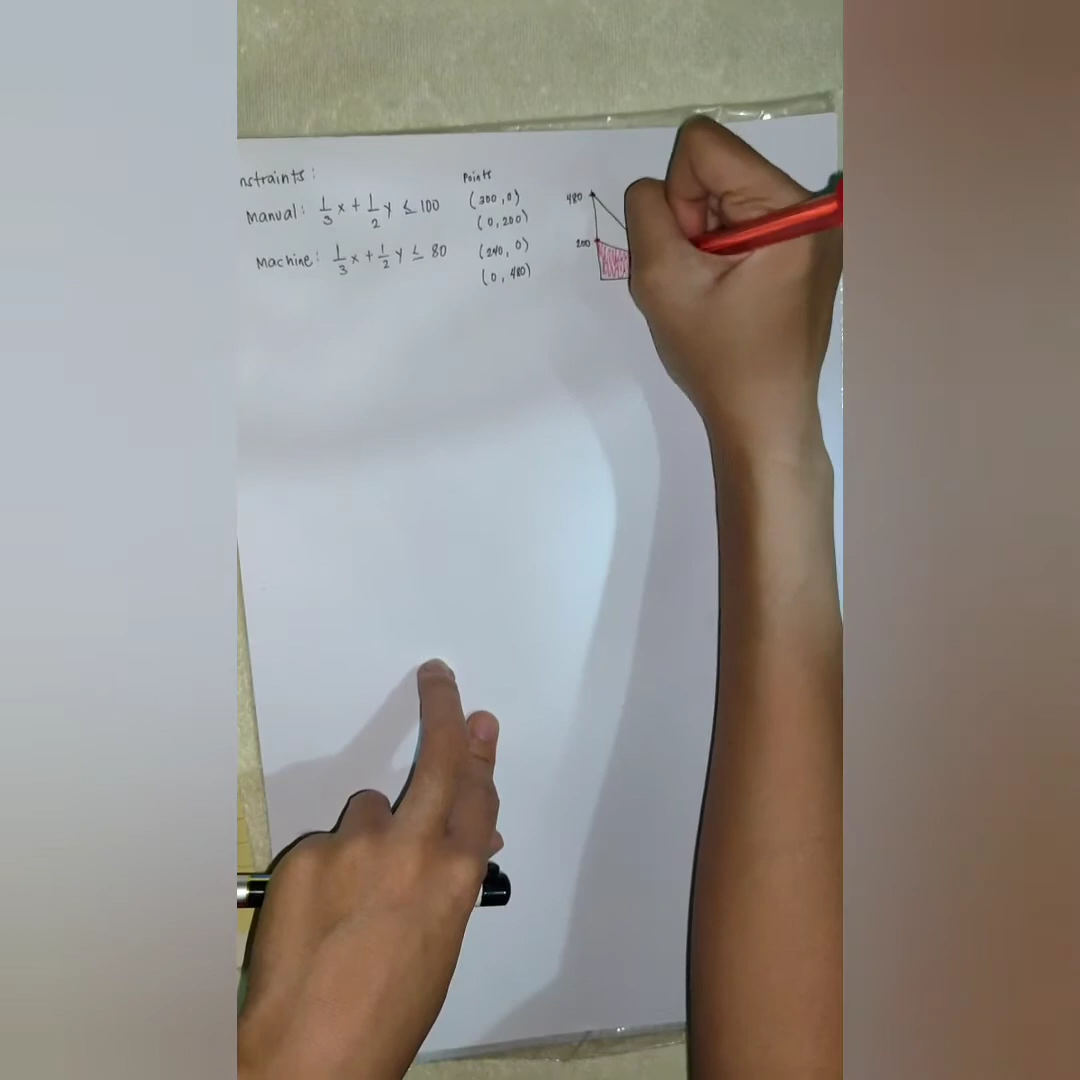 nstraints:
Manual: 1/3 x + 1/2 y ≤ 100
Machine: 1/3 x + 1/2 y ≤ 80
Points
(300, 0)
(0, 200)
(240, 0)
(0, 480)
480
200